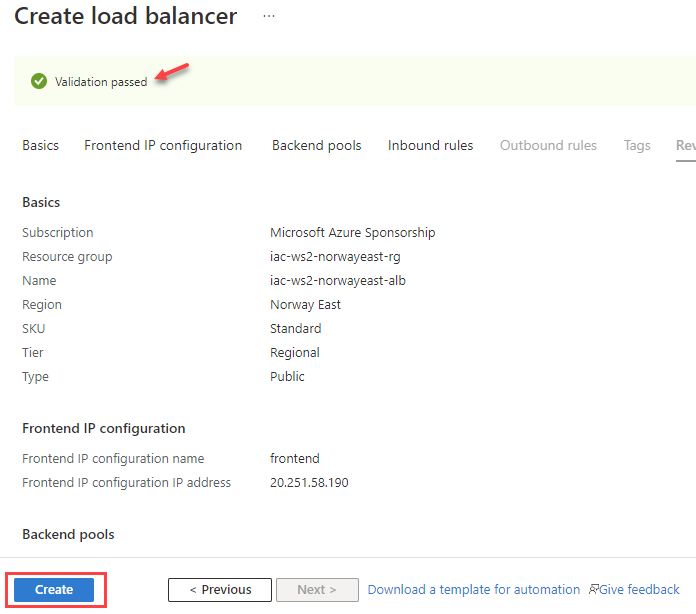 Create load balancer ...
Validation passed
Basics Frontend IP configuration Backend pools Inbound rules Outbound rules Tags Rev
Basics
Subscription Microsoft Azure Sponsorship
Resource group iac-ws2-norwayeast-rg
Name iac-ws2-norwayeast-alb
Region Norway East
SKU Standard
Tier Regional
Type Public
Frontend IP configuration
Frontend IP configuration name frontend
Frontend IP configuration IP address 20.251.58.190
Backend pools
Create < Previous Next > Download a template for automation Give feedback